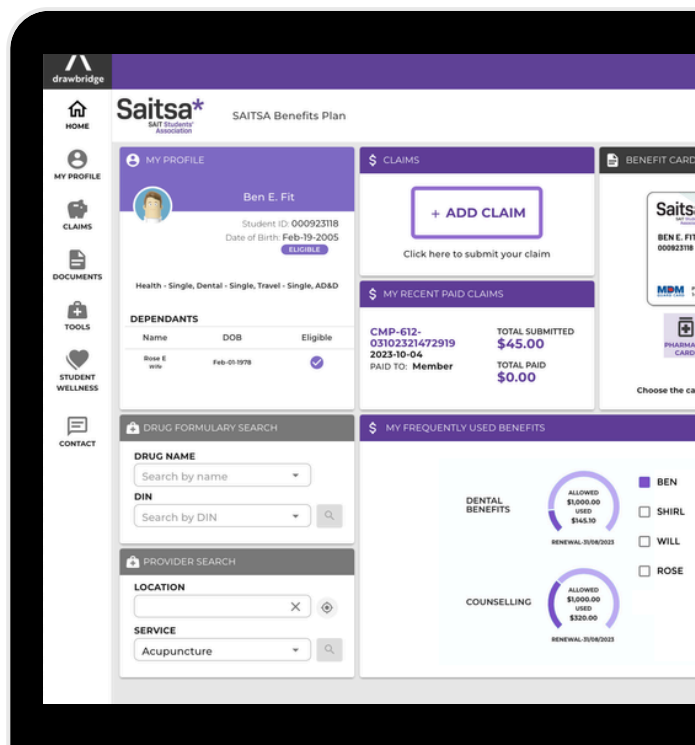 drawbridge
Saitsa*
SAIT Students'
Association
SAITSA Benefits Plan
HOME
MY PROFILE
CLAIMS
DOCUMENTS
TOOLS
STUDENT
WELLNESS
CONTACT
MY PROFILE
Ben E. Fit
Student ID: 000923118
Date of Birth: Feb-19-2005
ELIGIBLE
Health - Single, Dental - Single, Travel - Single, AD&D
DEPENDANTS
Name DOB Eligible
Rose E Feb-01-1978
Wife
$ CLAIMS
+ ADD CLAIM
Click here to submit your claim
$ MY RECENT PAID CLAIMS
CMP-612-
03102321472919
2023-10-04
PAID TO: Member
TOTAL SUBMITTED
$45.00
TOTAL PAID
$0.00
BENEFIT CARD
Saits
BEN E. FIT
000923118
MDM
PHARMA
CARD
Choose the ca
DRUG FORMULARY SEARCH
DRUG NAME
Search by name
DIN
Search by DIN
PROVIDER SEARCH
LOCATION
SERVICE
Acupuncture
$ MY FREQUENTLY USED BENEFITS
DENTAL
BENEFITS
ALLOWED
$1,000.00
USED
$145.10
RENEWAL-31/08/2023
COUNSELLING
ALLOWED
$1,000.00
USED
$320.00
RENEWAL-31/08/2023
BEN
SHIRL
WILL
ROSE